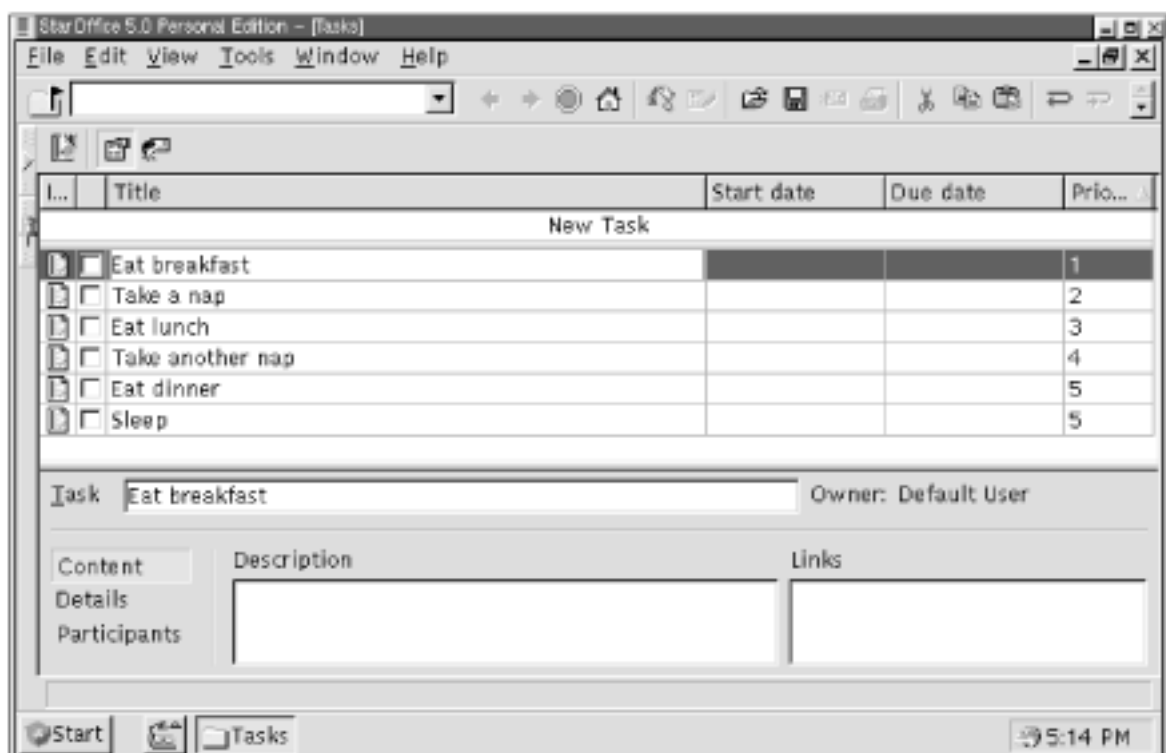 StarOffice 5.0 Personal Edition – [Tasks]
File Edit View Tools Window Help
I... Title Start date Due date Prio...
New Task
Eat breakfast 1
Take a nap 2
Eat lunch 3
Take another nap 4
Eat dinner 5
Sleep 5
Task Eat breakfast Owner: Default User
Content Description Links
Details
Participants
Start Tasks 5:14 PM